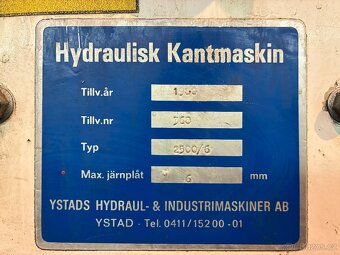 Hydraulisk Kantmaskin
Tillv.år
Tillv.nr
Typ 2500/6
Max. järnplåt 6 mm
YSTADS HYDRAUL- & INDUSTRIMASKINER AB
YSTAD - Tel. 0411/152 00 - 01